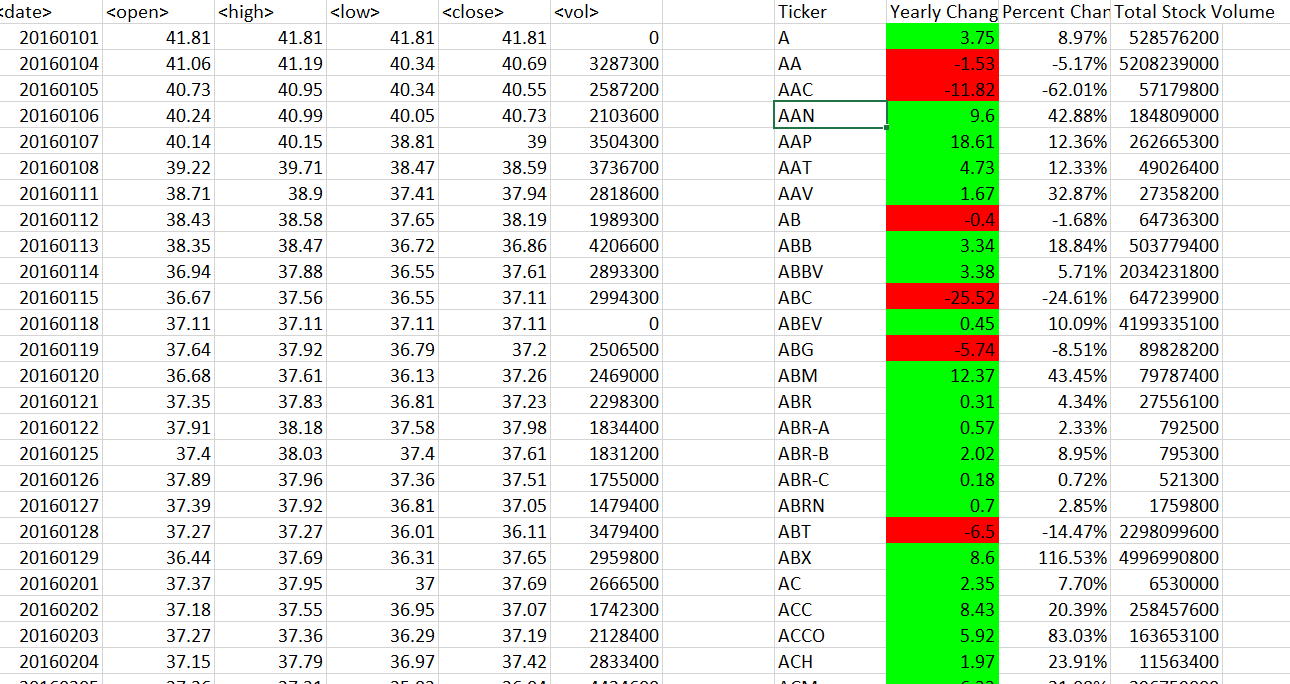 <date> <open> <high> <low> <close> <vol> Ticker Yearly Chang Percent Char Total Stock Volume
20160101 41.81 41.81 41.81 41.81 0 A 3.75 8.97% 528576200
20160104 41.06 41.19 40.34 40.69 3287300 AA -1.53 -5.17% 5208239000
20160105 40.73 40.95 40.34 40.55 2587200 AAC -11.82 -62.01% 57179800
20160106 40.24 40.99 40.05 40.73 2103600 AAN 9.6 42.88% 184809000
20160107 40.14 40.15 38.81 39 3504300 AAP 18.61 12.36% 262665300
20160108 39.22 39.71 38.47 38.59 3736700 AAT 4.73 12.33% 49026400
20160111 38.71 38.9 37.41 37.94 2818600 AAV 1.67 32.87% 27358200
20160112 38.43 38.58 37.65 38.19 1989300 AB -0.4 -1.68% 64736300
20160113 38.35 38.47 36.72 36.86 4206600 ABB 3.34 18.84% 503779400
20160114 36.94 37.88 36.55 37.61 2893300 ABBV 3.38 5.71% 2034231800
20160115 36.67 37.56 36.55 37.11 2994300 ABC -25.52 -24.61% 647239900
20160118 37.11 37.11 37.11 37.11 0 ABEV 0.45 10.09% 4199335100
20160119 37.64 37.92 36.79 37.2 2506500 ABG -5.74 -8.51% 89828200
20160120 36.68 37.61 36.13 37.26 2469000 ABM 12.37 43.45% 79787400
20160121 37.35 37.83 36.81 37.23 2298300 ABR 0.31 4.34% 27556100
20160122 37.91 38.18 37.58 37.98 1834400 ABR-A 0.57 2.33% 792500
20160125 37.4 38.03 37.4 37.61 1831200 ABR-B 2.02 8.95% 795300
20160126 37.89 37.96 37.36 37.51 1755000 ABR-C 0.18 0.72% 521300
20160127 37.39 37.92 36.81 37.05 1479400 ABRN 0.7 2.85% 1759800
20160128 37.27 37.27 36.01 36.11 3479400 ABT -6.5 -14.47% 2298099600
20160129 36.44 37.69 36.31 37.65 2959800 ABX 8.6 116.53% 4996990800
20160201 37.37 37.95 37 37.69 2666500 AC 2.35 7.70% 6530000
20160202 37.18 37.55 36.95 37.07 1742300 ACC 8.43 20.39% 258457600
20160203 37.27 37.36 36.29 37.19 2128400 ACCO 5.92 83.03% 163653100
20160204 37.15 37.79 36.97 37.42 2833400 ACH 1.97 23.91% 11563400